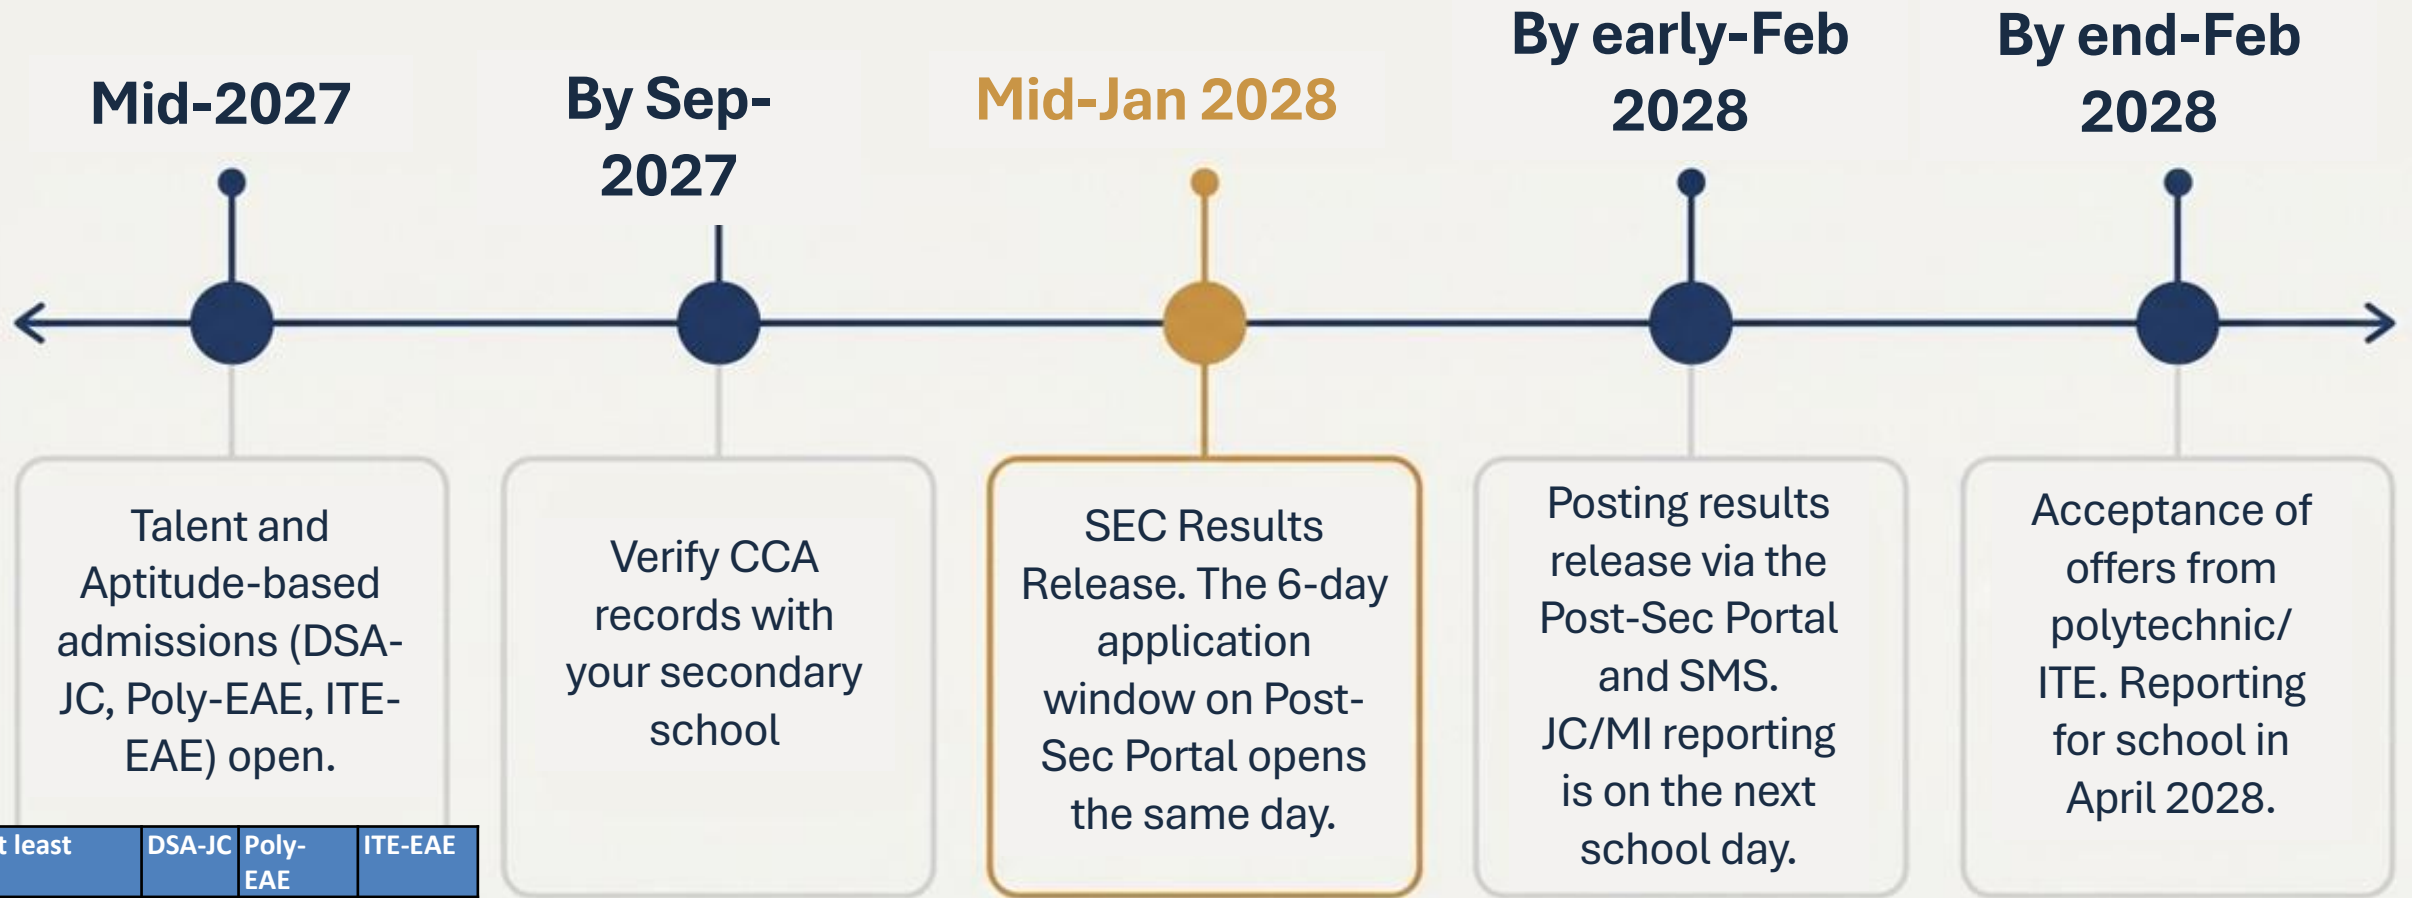 Mid-2027
Talent and
Aptitude-based
admissions (DSA-
JC, Poly-EAE, ITE-
EAE) open.
By Sep-
2027
Verify CCA
records with
your secondary
school
Mid-Jan 2028
SEC Results
Release. The 6-day
application
window on Post-
Sec Portal opens
the same day.
By early-Feb
2028
Posting results
release via the
Post-Sec Portal
and SMS.
JC/MI reporting
is on the next
school day.
By end-Feb
2028
Acceptance of
offers from
polytechnic/
ITE. Reporting
for school in
April 2028.
t least
DSA-JC
Poly-
EAE
ITE-EAE